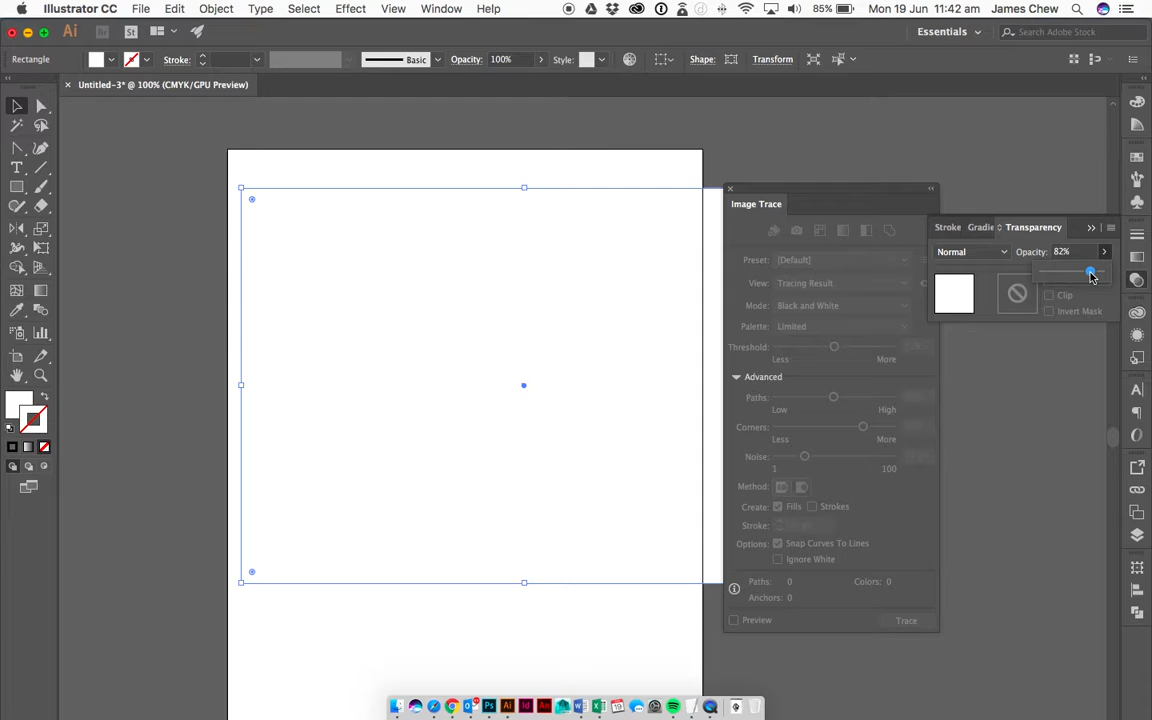 Illustrator CC File Edit Object Type Select Effect View Window Help 85% Mon 19 Jun 11:42 am James Chew
Ai Br St Essentials Search Adobe Stock
Rectangle Stroke: Basic Opacity: 100% Style: Shape: Transform
Untitled-3* @ 100% (CMYK/GPU Preview)
Image Trace
Preset: [Default]
View: Tracing Result
Mode: Black and White
Palette: Limited
Threshold:
Less More
Advanced
Paths:
Low High
Corners:
Less More
Noise:
1 100
Method:
Create: Fills Strokes
Stroke:
Options: Snap Curves To Lines
Ignore White
Paths: 0 Colors: 0
Anchors: 0
Preview Trace
Stroke Gradie Transparency
Normal Opacity: 82%
Clip
Invert Mask